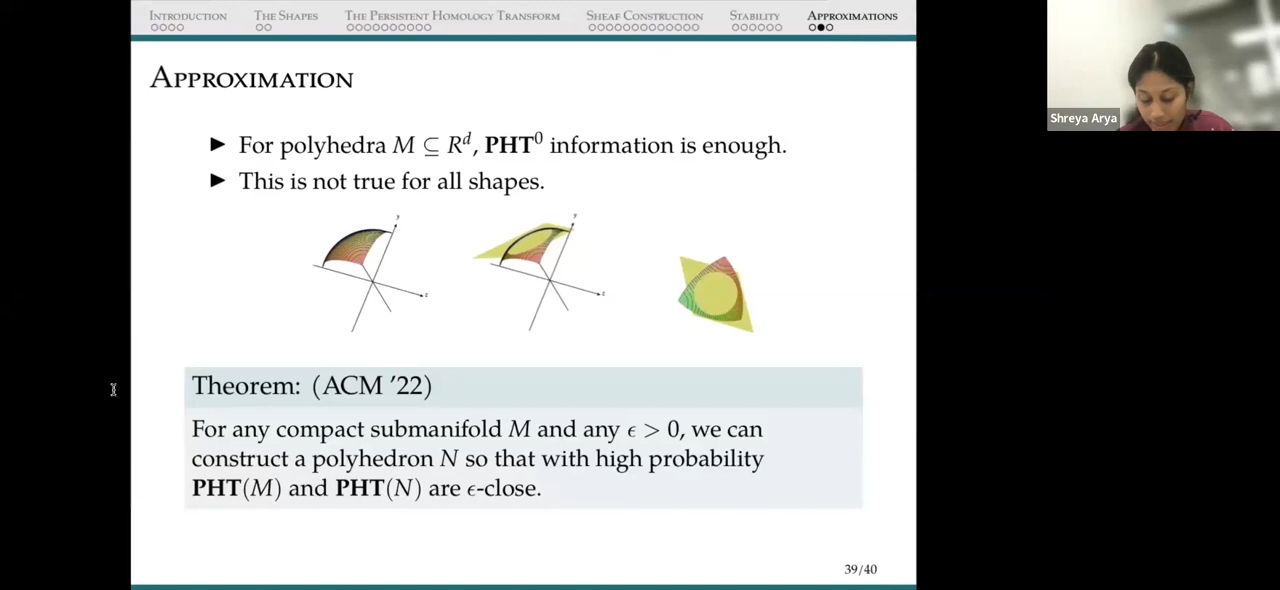 INTRODUCTION THE SHAPES THE PERSISTENT HOMOLOGY TRANSFORM SHEAF CONSTRUCTION STABILITY APPROXIMATIONS
APPROXIMATION
▶ For polyhedra M ⊆ R^d, PHT^0 information is enough.
▶ This is not true for all shapes.
y
z
y
z
Theorem: (ACM '22)
For any compact submanifold M and any ϵ > 0, we can
construct a polyhedron N so that with high probability
PHT(M) and PHT(N) are ϵ-close.
39/40
Shreya Arya